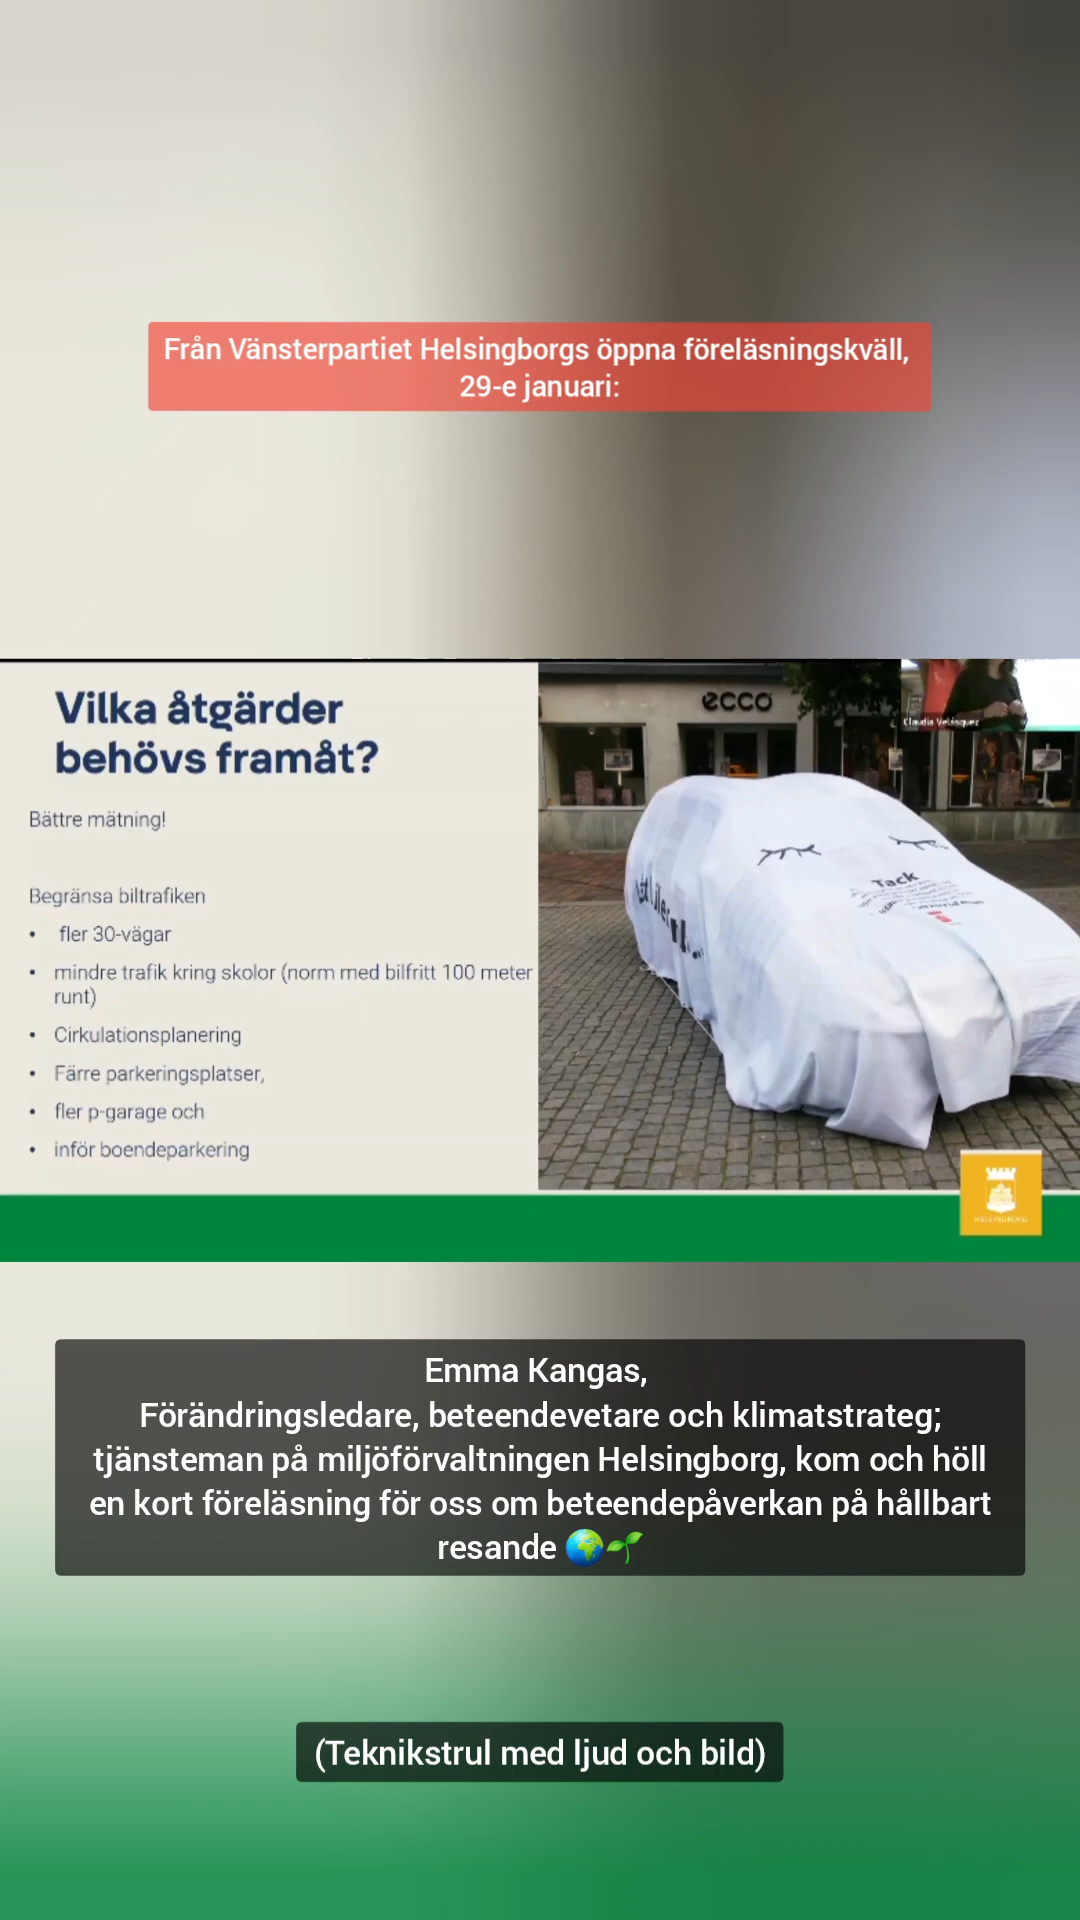 Från Vänsterpartiet Helsingborgs öppna föreläsningskväll,
29-e januari:
Vilka åtgärder
behövs framåt?
Bättre mätning!
Begränsa biltrafiken
• fler 30-vägar
• mindre trafik kring skolor (norm med bilfritt 100 meter
runt)
• Cirkulationsplanering
• Färre parkeringsplatser,
• fler p-garage och
• inför boendeparkering
ecco
Claudia Velásquez
Tack
HELSINGBORG
Emma Kangas,
Förändringsledare, beteendevetare och klimatstrateg;
tjänsteman på miljöförvaltningen Helsingborg, kom och höll
en kort föreläsning för oss om beteendepåverkan på hållbart
resande 🌍🌱
(Teknikstrul med ljud och bild)